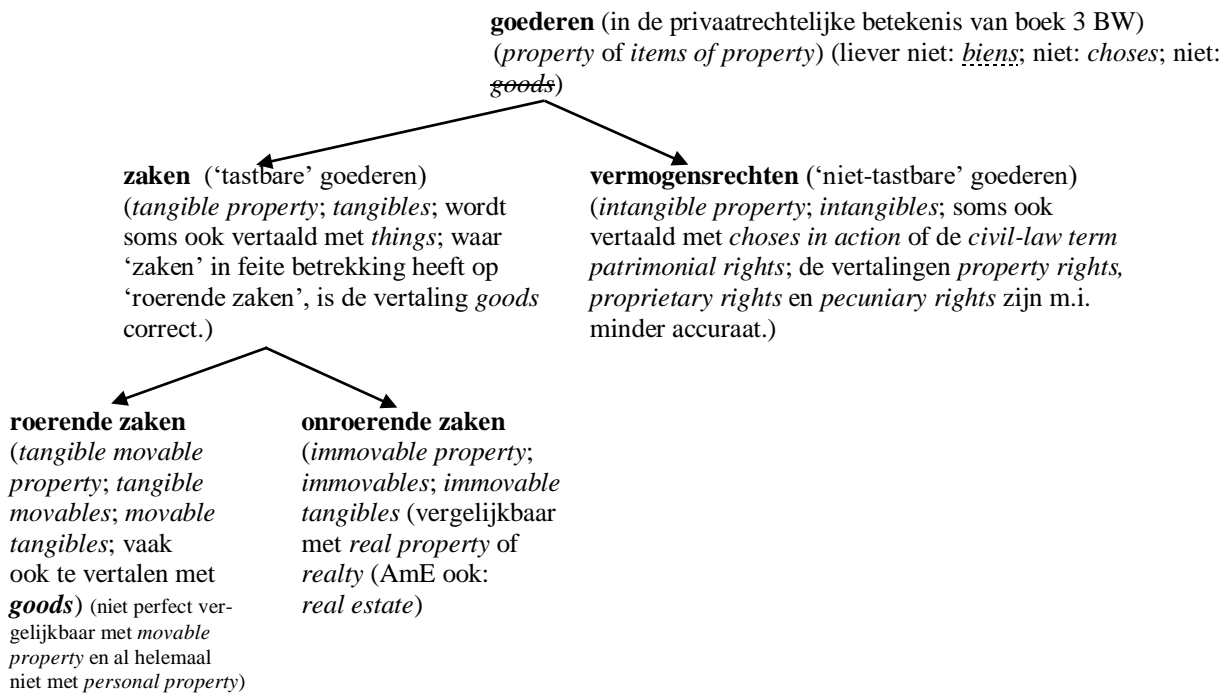 goederen (in de privaatrechtelijke betekenis van boek 3 BW)
(property of items of property) (liever niet: biens; niet: choses; niet:
goods)
zaken (‘tastbare’ goederen)
(tangible property; tangibles; wordt
soms ook vertaald met things; waar
‘zaken’ in feite betrekking heeft op
‘roerende zaken’, is de vertaling goods
correct.)
vermogensrechten (‘niet-tastbare’ goederen)
(intangible property; intangibles; soms ook
vertaald met choses in action of de civil-law term
patrimonial rights; de vertalingen property rights,
proprietary rights en pecuniary rights zijn m.i.
minder accuraat.)
roerende zaken
(tangible movable
property; tangible
movables; movable
tangibles; vaak
ook te vertalen met
goods) (niet perfect ver-
gelijkbaar met movable
property en al helemaal
niet met personal property)
onroerende zaken
(immovable property;
immovables; immovable
tangibles (vergelijkbaar
met real property of
realty (AmE ook:
real estate)